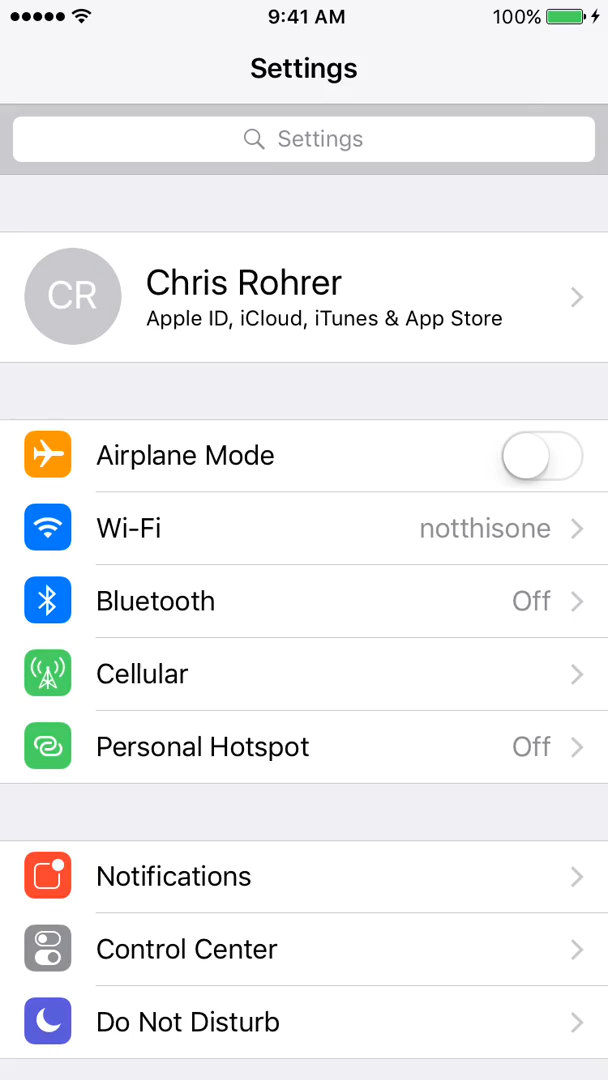 9:41 AM 100%
Settings
Settings
CR
Chris Rohrer
Apple ID, iCloud, iTunes & App Store
Airplane Mode
Wi-Fi notthisone
Bluetooth Off
Cellular
Personal Hotspot Off
Notifications
Control Center
Do Not Disturb